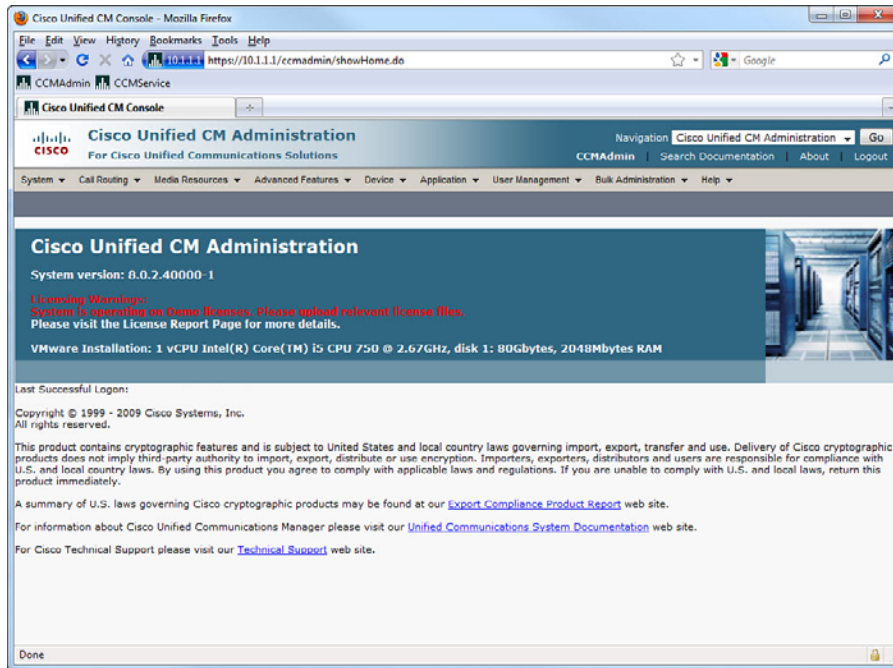 Cisco Unified CM Console - Mozilla Firefox
File Edit View History Bookmarks Tools Help
10.1.1.1 https://10.1.1.1/ccmadmin/showHome.do
Google
CCMAdmin CCMService
Cisco Unified CM Console
cisco
Cisco Unified CM Administration
For Cisco Unified Communications Solutions
Navigation Cisco Unified CM Administration Go
CCMAdmin | Search Documentation | About | Logout
System Call Routing Media Resources Advanced Features Device Application User Management Bulk Administration Help
Cisco Unified CM Administration
System version: 8.0.2.40000-1
Licensing Warnings:
System is operating on Demo licenses. Please upload relevant license files.
Please visit the License Report Page for more details.
VMware Installation: 1 vCPU Intel(R) Core(TM) i5 CPU 750 @ 2.67GHz, disk 1: 80Gbytes, 2048Mbytes RAM
Last Successful Logon:
Copyright © 1999 - 2009 Cisco Systems, Inc.
All rights reserved.
This product contains cryptographic features and is subject to United States and local country laws governing import, export, transfer and use. Delivery of Cisco cryptographic
products does not imply third-party authority to import, export, distribute or use encryption. Importers, exporters, distributors and users are responsible for compliance with
U.S. and local country laws. By using this product you agree to comply with applicable laws and regulations. If you are unable to comply with U.S. and local laws, return this
product immediately.
A summary of U.S. laws governing Cisco cryptographic products may be found at our Export Compliance Product Report web site.
For information about Cisco Unified Communications Manager please visit our Unified Communications System Documentation web site.
For Cisco Technical Support please visit our Technical Support web site.
Done